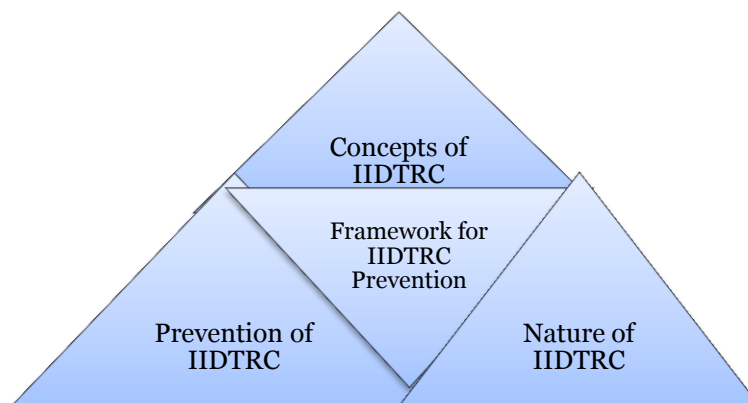 Concepts of
IIDTRC
Framework for
IIDTRC
Prevention
Prevention of
IIDTRC
Nature of
IIDTRC